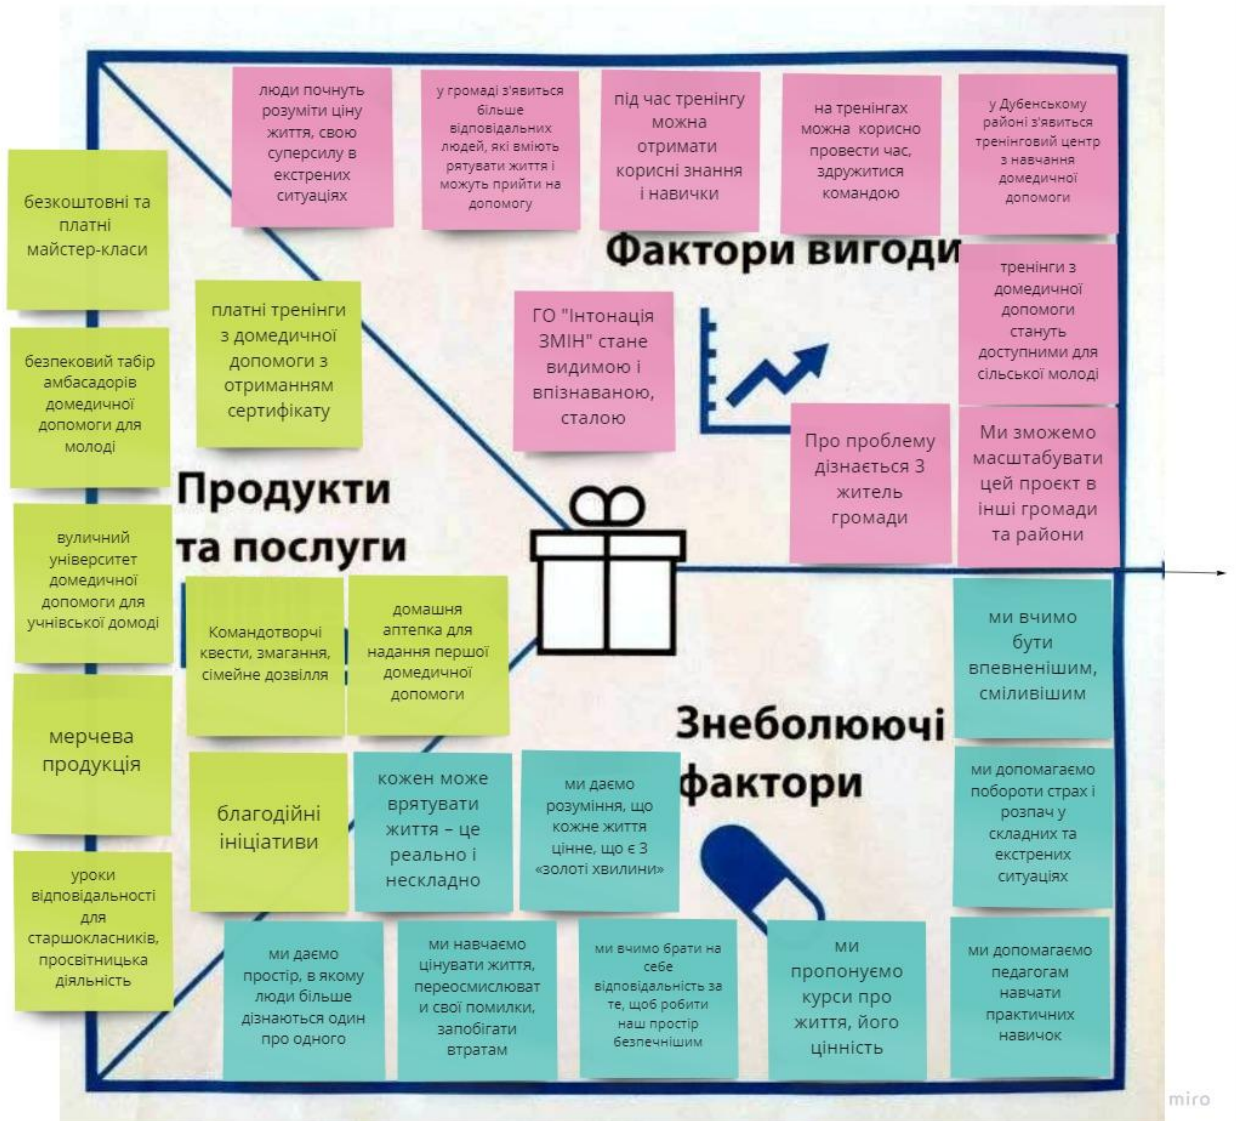 люди почнуть
розуміти ціну
життя, свою
суперсилу в
екстрених
ситуаціях
у громаді з'явиться
більше
відповідальних
людей, які вміють
рятувати життя і
можуть прийти на
допомогу
під час тренінгу
можна
отримати
корисні знання
і навички
на тренінгах
можна корисно
провести час,
здружитися
командою
у Дубенському
районі з'явиться
тренінговий центр
з навчання
домедичної
допомоги
Фактори вигоди
ГО "Інтонація
ЗМІН" стане
видимою і
впізнаваною,
сталою
тренінги з
домедичної
допомоги
стануть
доступними для
сільської молоді
Про проблему
дізнається 3
житель
громади
Ми зможемо
масштабувати
цей проєкт в
інші громади
та райони
безкоштовні та
платні
майстер-класи
платні тренінги
з домедичної
допомоги з
отриманням
сертифікату
безпековий табір
амбасадорів
домедичної
допомоги для
молоді
Продукти
та послуги
вуличний
університет
домедичної
допомоги для
учнівської домоді
Командотворчі
квести, змагання,
сімейне дозвілля
домашня
аптепка для
надання першої
домедичної
допомоги
мерчева
продукція
благодійні
ініціативи
уроки
відповідальності
для
старшокласників,
просвітницька
діяльність
Знеболюючі
фактори
ми вчимо
бути
впевненішим,
сміливішим
кожен може
врятувати
життя – це
реально і
нескладно
ми даємо
розуміння, що
кожне життя
цінне, що є 3
«золоті хвилини»
ми допомагаємо
побороти страх і
розпач у
складних та
екстрених
ситуаціях
ми даємо
простір, в якому
люди більше
дізнаються один
про одного
ми навчаємо
цінувати життя,
переосмислюват
и свої помилки,
запобігати
втратам
ми вчимо брати на
себе
відповідальність за
те, щоб робити
наш простір
безпечнішим
ми
пропонуємо
курси про
життя, його
цінність
ми допомагаємо
педагогам
навчати
практичних
навичок
miro